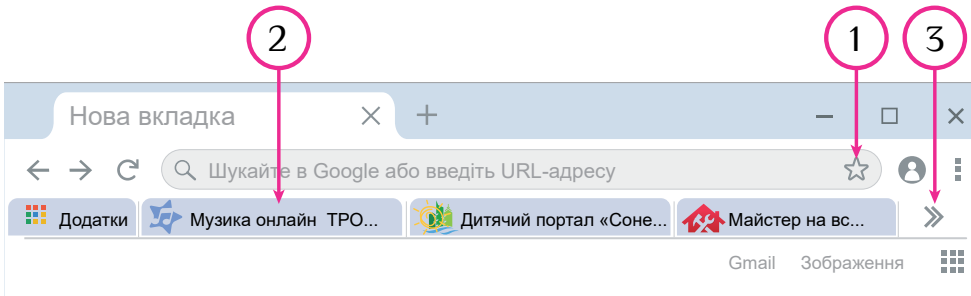 2 1 3
Нова вкладка
Шукайте в Google або введіть URL-адресу
Додатки Музика онлайн ТРО... Дитячий портал «Соне... Майстер на вс...
Gmail Зображення